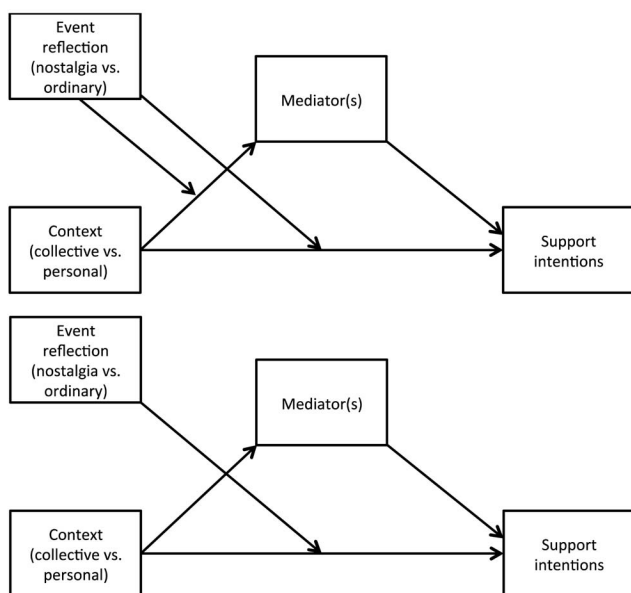 Event
reflection
(nostalgia vs.
ordinary)
Mediator(s)
Context
(collective vs.
personal)
Support
intentions
Event
reflection
(nostalgia vs.
ordinary)
Mediator(s)
Context
(collective vs.
personal)
Support
intentions